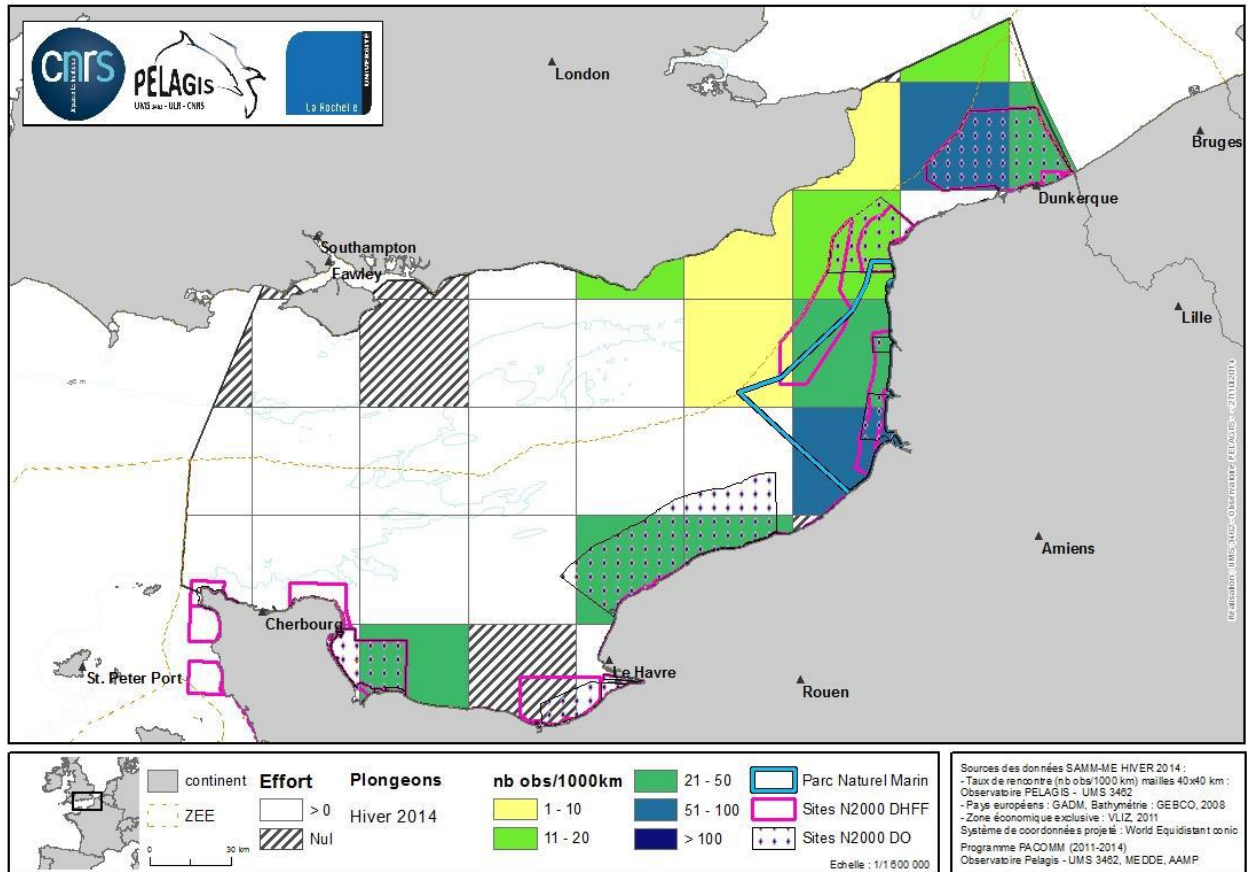 cnrs
PELAGIS
UMS 3462 - ULR - CNRS
UNIVERSITÉ
La Rochelle
London
Bruges
Dunkerque
Southampton
Fawley
Lille
Amiens
Cherbourg
Le Havre
St. Peter Port
Rouen
continent
ZEE
0
30 km
Effort
> 0
Nul
Plongeons
Hiver 2014
nb obs/1000km
1 - 10
11 - 20
21 - 50
51 - 100
> 100
Parc Naturel Marin
Sites N2000 DHFF
Sites N2000 DO
Echelle : 1/1 600 000
Sources des données SAMM-ME HIVER 2014 :
- Taux de rencontre (nb obs/1000 km) mailles 40x40 km :
Observatoire PELAGIS - UMS 3462
- Pays européens : GADM, Bathymétrie : GEBCO, 2008
- Zone économique exclusive : VLIZ, 2011
Système de coordonnées projeté : World Equidistant conic
Programme PACOMM (2011-2014)
Observatoire Pelagis - UMS 3462, MEDDE, AAMP